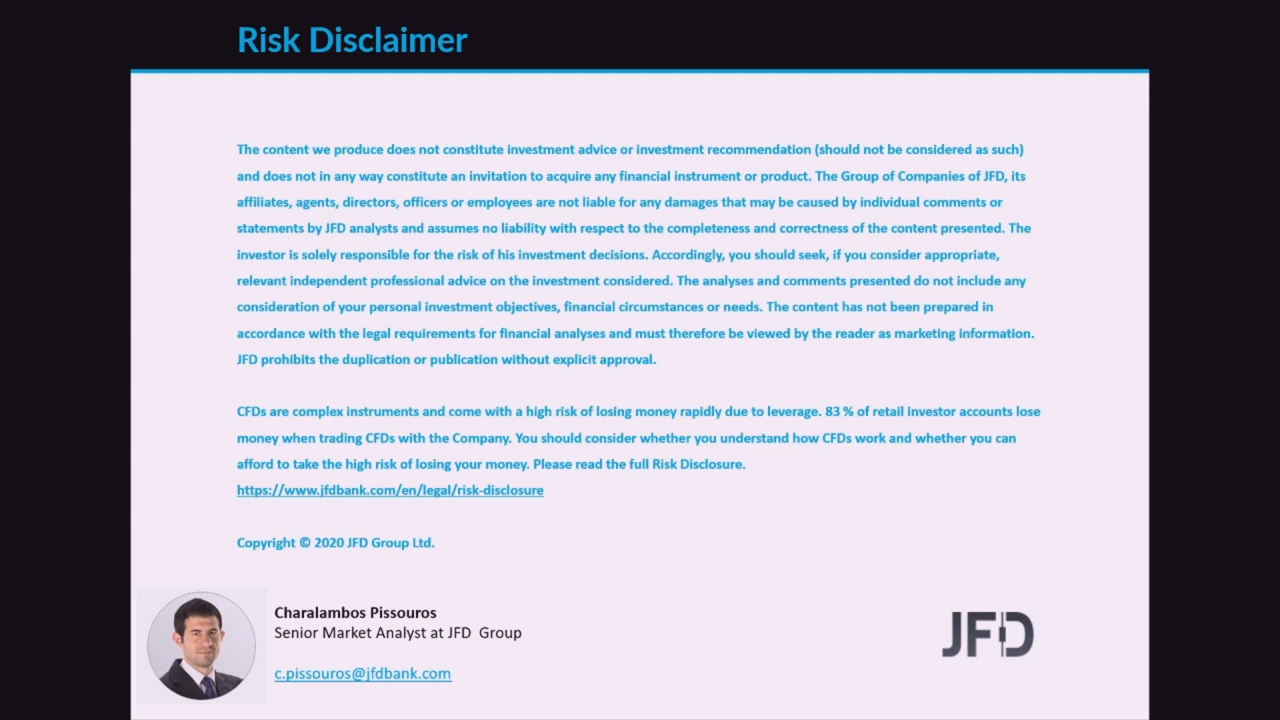 Risk Disclaimer
The content we produce does not constitute investment advice or investment recommendation (should not be considered as such)
and does not in any way constitute an invitation to acquire any financial instrument or product. The Group of Companies of JFD, its
affiliates, agents, directors, officers or employees are not liable for any damages that may be caused by individual comments or
statements by JFD analysts and assumes no liability with respect to the completeness and correctness of the content presented. The
investor is solely responsible for the risk of his investment decisions. Accordingly, you should seek, if you consider appropriate,
relevant independent professional advice on the investment considered. The analyses and comments presented do not include any
consideration of your personal investment objectives, financial circumstances or needs. The content has not been prepared in
accordance with the legal requirements for financial analyses and must therefore be viewed by the reader as marketing information.
JFD prohibits the duplication or publication without explicit approval.
CFDs are complex instruments and come with a high risk of losing money rapidly due to leverage. 83 % of retail investor accounts lose
money when trading CFDs with the Company. You should consider whether you understand how CFDs work and whether you can
afford to take the high risk of losing your money. Please read the full Risk Disclosure.
https://www.jfdbank.com/en/legal/risk-disclosure
Copyright © 2020 JFD Group Ltd.
Charalambos Pissouros
Senior Market Analyst at JFD Group
c.pissouros@jfdbank.com
JFD